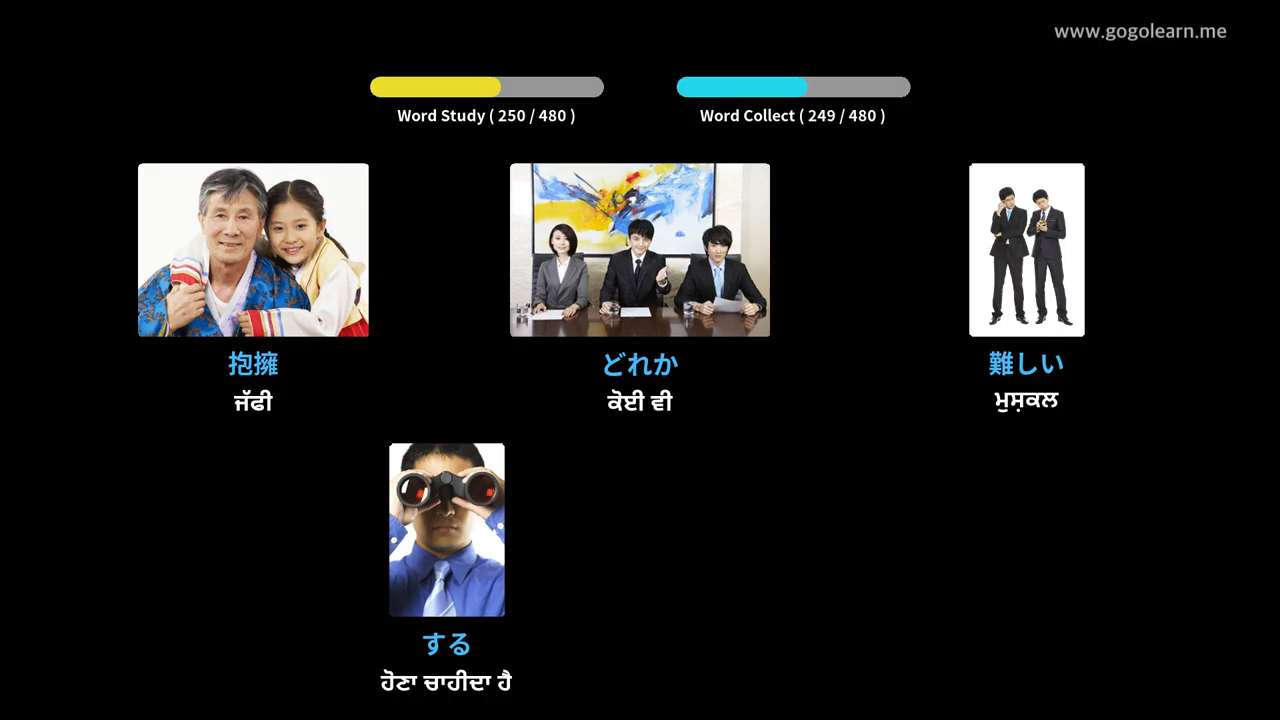 www.gogolearn.me
Word Study ( 250 / 480 )
Word Collect ( 249 / 480 )
抱擁
どれか
難しい
ਜੱਫੀ
ਕੋਈ ਵੀ
ਮੁਸ਼ਕਲ
する
ਹੋਣਾ ਚਾਹੀਦਾ ਹੈ